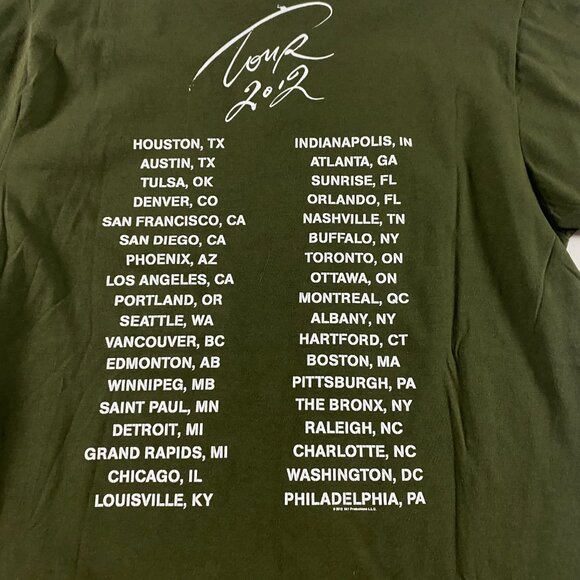 Tour
2012
HOUSTON, TX
AUSTIN, TX
TULSA, OK
DENVER, CO
SAN FRANCISCO, CA
SAN DIEGO, CA
PHOENIX, AZ
LOS ANGELES, CA
PORTLAND, OR
SEATTLE, WA
VANCOUVER, BC
EDMONTON, AB
WINNIPEG, MB
SAINT PAUL, MN
DETROIT, MI
GRAND RAPIDS, MI
CHICAGO, IL
LOUISVILLE, KY
INDIANAPOLIS, IN
ATLANTA, GA
SUNRISE, FL
ORLANDO, FL
NASHVILLE, TN
BUFFALO, NY
TORONTO, ON
OTTAWA, ON
MONTREAL, QC
ALBANY, NY
HARTFORD, CT
BOSTON, MA
PITTSBURGH, PA
THE BRONX, NY
RALEIGH, NC
CHARLOTTE, NC
WASHINGTON, DC
PHILADELPHIA, PA
Productions L.L.C.